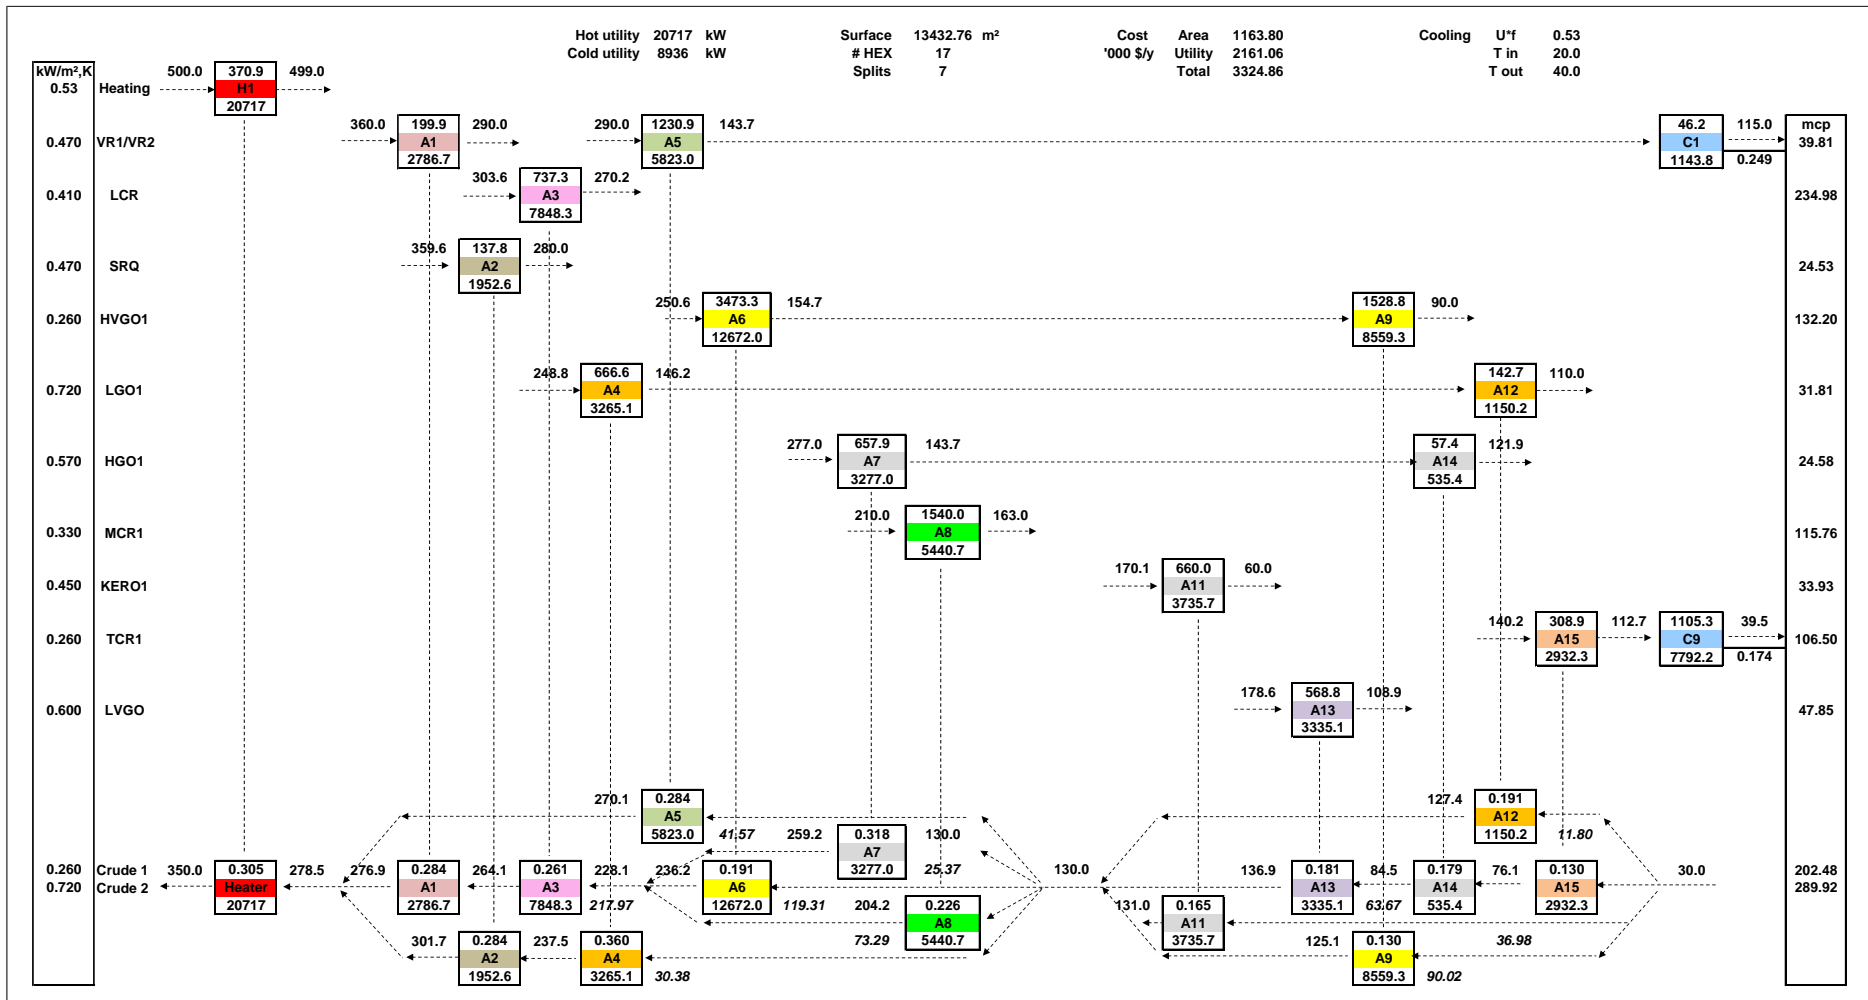 Hot utility 20717 kW Surface 13432.76 m² Cost Area 1163.80 Cooling U*f 0.53
Cold utility 8936 kW # HEX 17 '000 $/y Utility 2161.06 T in 20.0
Splits 7 Total 3324.86 T out 40.0
kW/m²,K 500.0 370.9 499.0
0.53 Heating H1
20717
360.0 199.9 290.0 290.0 1230.9 143.7 46.2 115.0 mcp
0.470 VR1/VR2 A1 A5 C1 39.81
2786.7 5823.0 1143.8 0.249
303.6 737.3 270.2
0.410 LCR A3 234.98
7848.3
359.6 137.8 280.0
0.470 SRQ A2 24.53
1952.6
250.6 3473.3 154.7 1528.8 90.0
0.260 HVGO1 A6 A9 132.20
12672.0 8559.3
248.8 666.6 146.2 142.7 110.0
0.720 LGO1 A4 A12 31.81
3265.1 1150.2
277.0 657.9 143.7 57.4 121.9
0.570 HGO1 A7 A14 24.58
3277.0 535.4
210.0 1540.0 163.0
0.330 MCR1 A8 115.76
5440.7
170.1 660.0 60.0
0.450 KERO1 A11 33.93
3735.7
140.2 308.9 112.7 1105.3 39.5
0.260 TCR1 A15 C9 106.50
2932.3 7792.2 0.174
178.6 568.8 108.9
0.600 LVGO A13 47.85
3335.1
270.1 0.284 127.4 0.191
A5 A12
5823.0 41.57 259.2 0.318 130.0 1150.2 11.80
A7
3277.0 25.37
0.260 Crude 1 350.0 0.305 278.5 276.9 0.284 264.1 0.261 228.1 236.2 0.191 130.0 136.9 0.181 84.5 0.179 76.1 0.130 30.0 202.48
0.720 Crude 2 Heater A1 A3 A6 A13 A14 A15 289.92
20717 2786.7 7848.3 217.97 12672.0 119.31 204.2 0.226 131.0 0.165 3335.1 63.67 535.4 2932.3
A8 A11
5440.7 3735.7
301.7 0.284 237.5 0.360 73.29 125.1 0.130 36.98
A2 A4 A9
1952.6 3265.1 30.38 8559.3 90.02